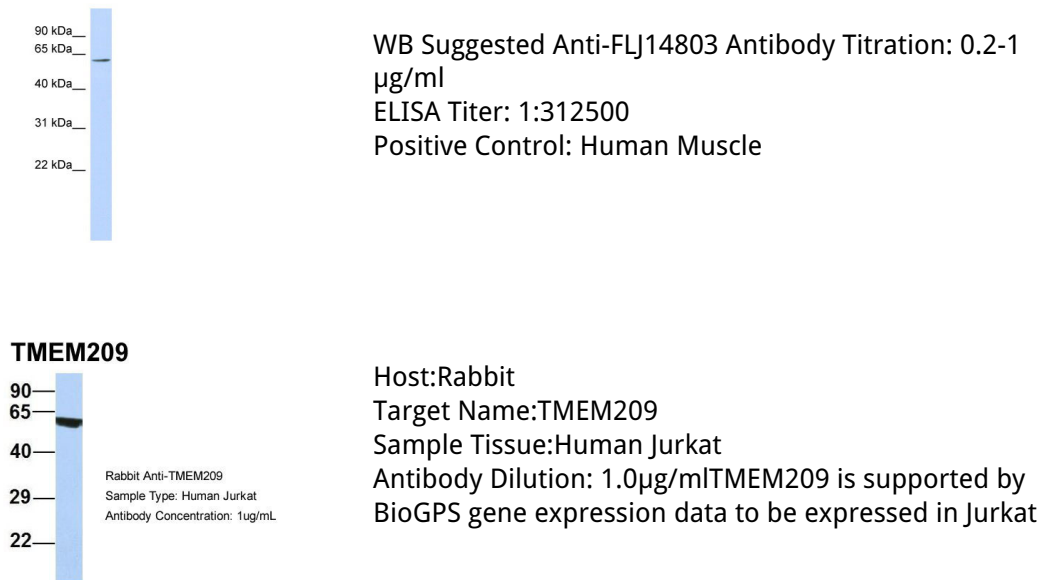 90 kDa__
65 kDa__
40 kDa__
31 kDa__
22 kDa__
WB Suggested Anti-FLJ14803 Antibody Titration: 0.2-1
µg/ml
ELISA Titer: 1:312500
Positive Control: Human Muscle
TMEM209
90—
65—
40—
29—
22—
Rabbit Anti-TMEM209
Sample Type: Human Jurkat
Antibody Concentration: 1ug/mL
Host:Rabbit
Target Name:TMEM209
Sample Tissue:Human Jurkat
Antibody Dilution: 1.0µg/mlTMEM209 is supported by
BioGPS gene expression data to be expressed in Jurkat